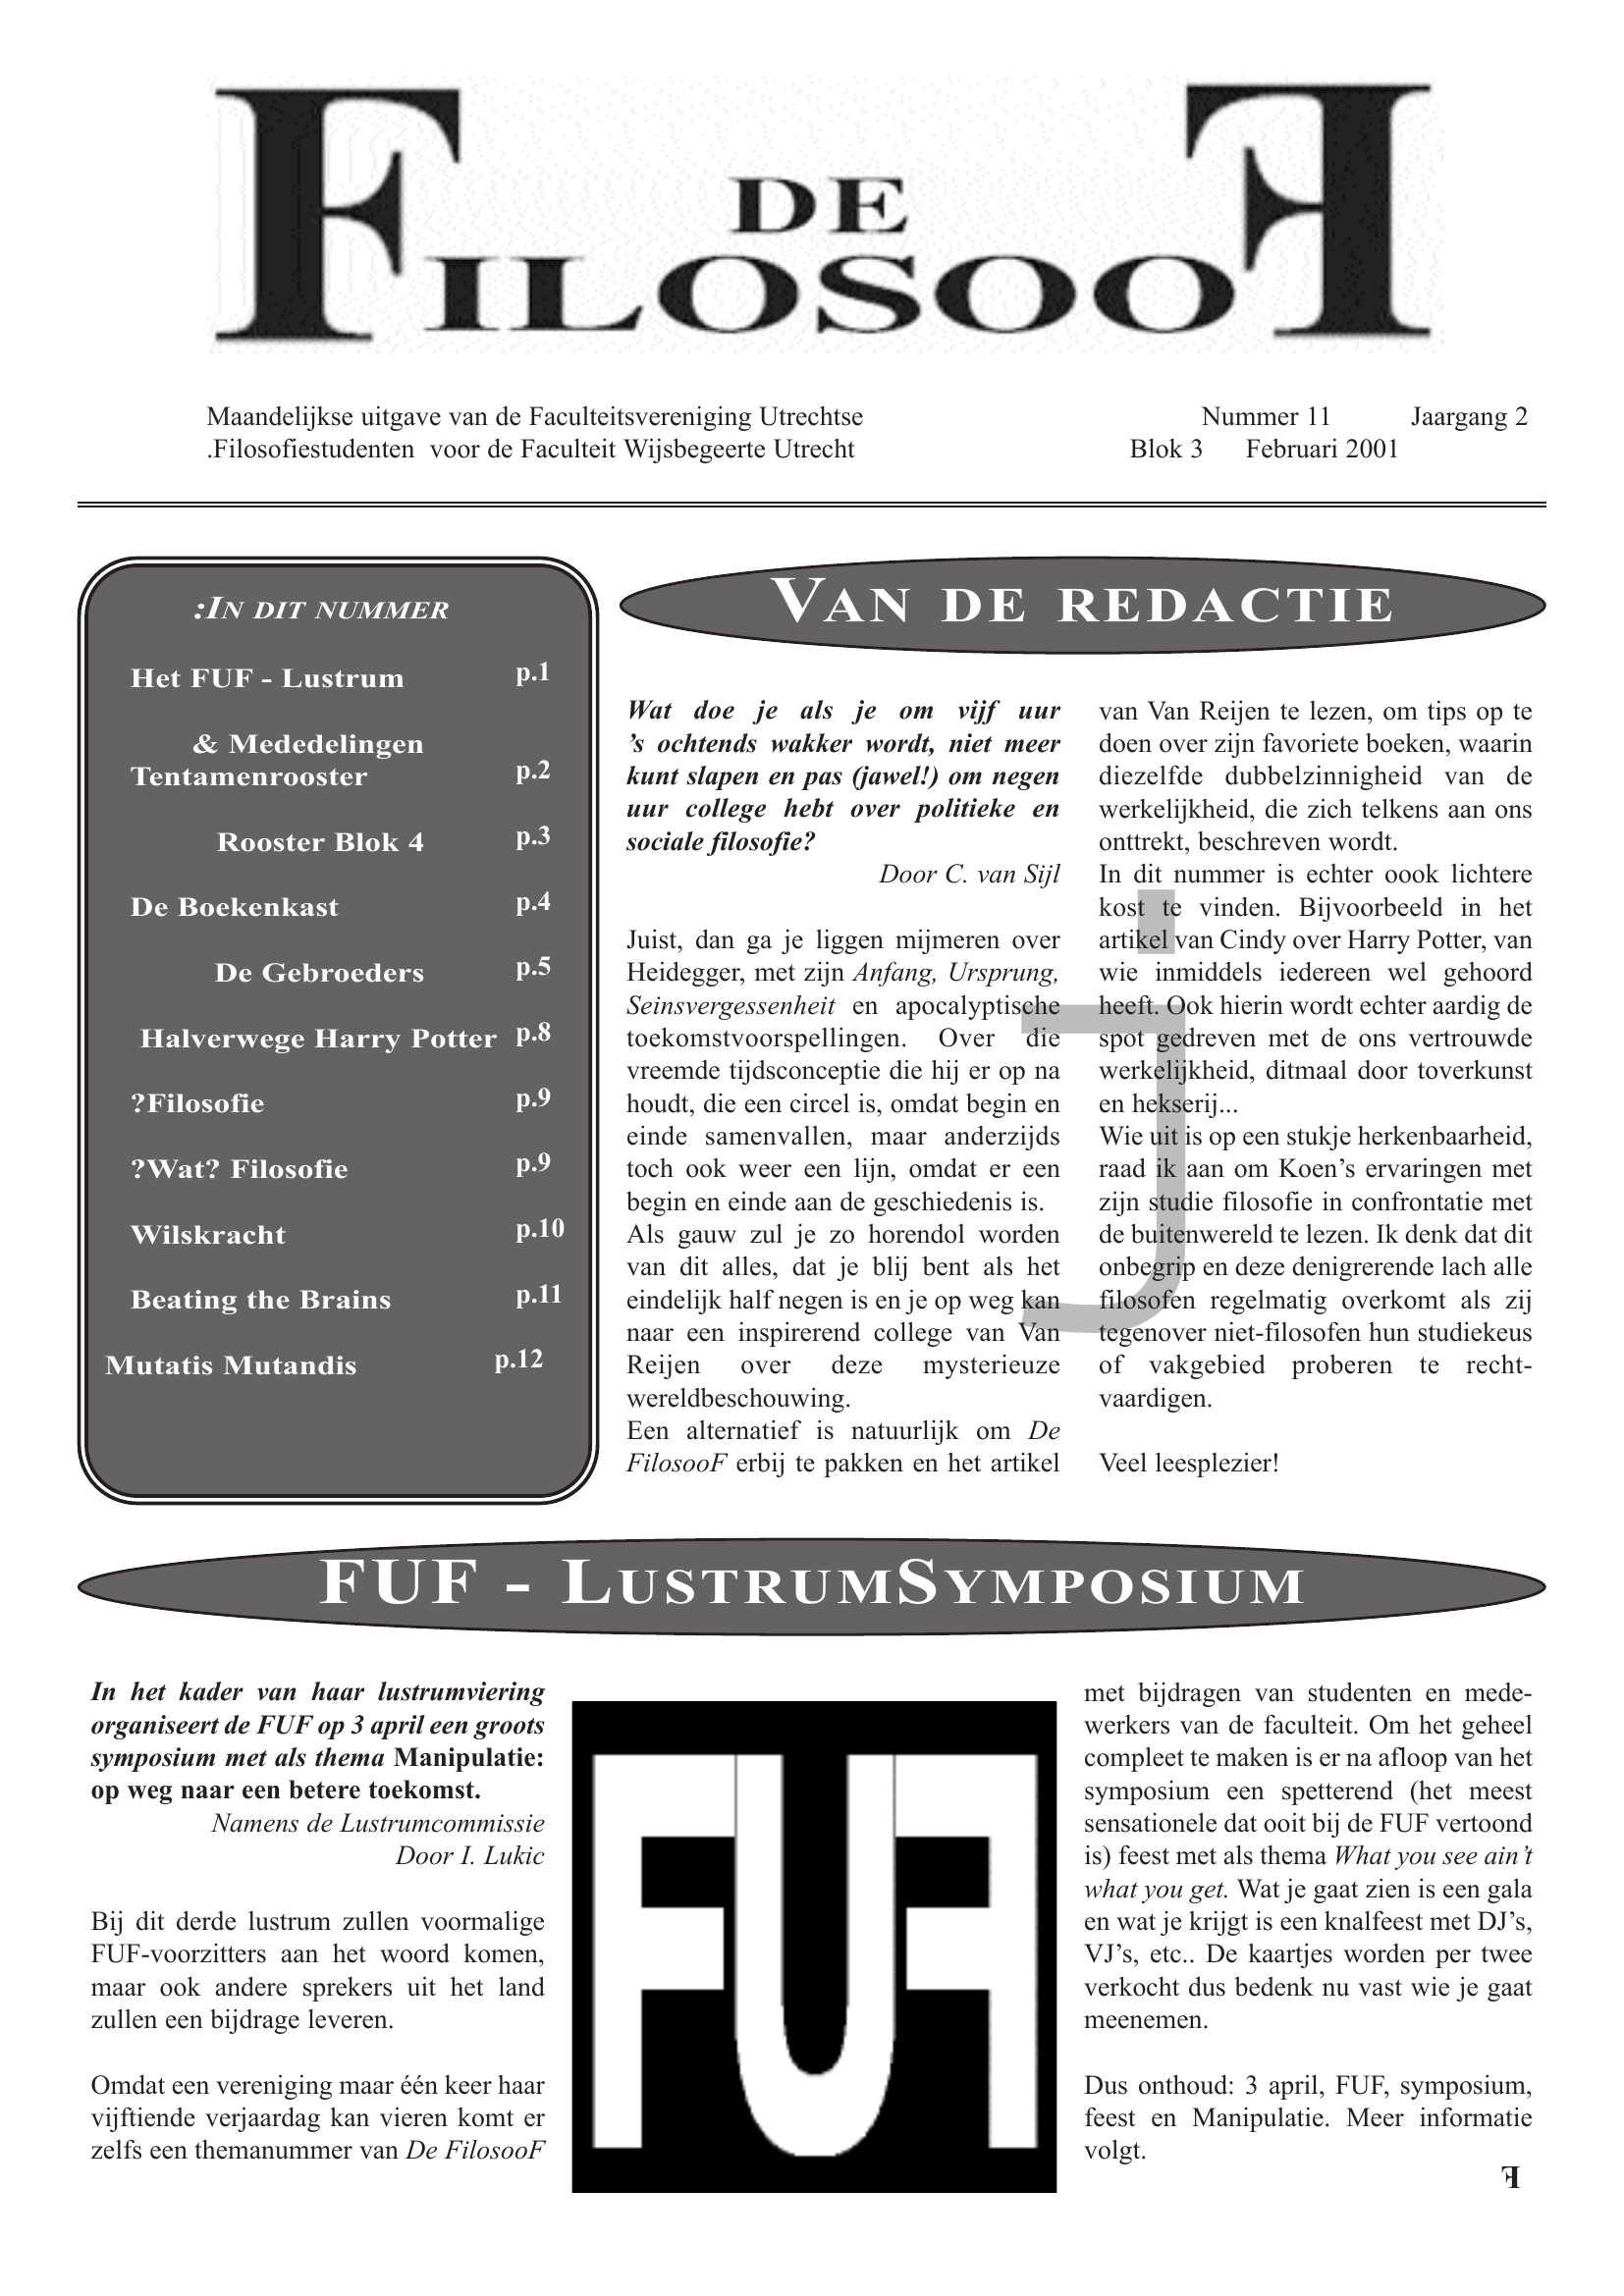 DE
FILOSOOF
Maandelijkse uitgave van de Faculteitsvereniging Utrechtse
.Filosofiestudenten voor de Faculteit Wijsbegeerte Utrecht
Nummer 11 Jaargang 2
Blok 3 Februari 2001
:IN DIT NUMMER
Het FUF - Lustrum p.1
& Mededelingen
Tentamenrooster p.2
Rooster Blok 4 p.3
De Boekenkast p.4
De Gebroeders p.5
Halverwege Harry Potter p.8
?Filosofie p.9
?Wat? Filosofie p.9
Wilskracht p.10
Beating the Brains p.11
Mutatis Mutandis p.12
VAN DE REDACTIE
Wat doe je als je om vijf uur
’s ochtends wakker wordt, niet meer
kunt slapen en pas (jawel!) om negen
uur college hebt over politieke en
sociale filosofie?
Door C. van Sijl
Juist, dan ga je liggen mijmeren over
Heidegger, met zijn Anfang, Ursprung,
Seinsvergessenheit en apocalyptische
toekomstvoorspellingen. Over die
vreemde tijdsconceptie die hij er op na
houdt, die een circel is, omdat begin en
einde samenvallen, maar anderzijds
toch ook weer een lijn, omdat er een
begin en einde aan de geschiedenis is.
Als gauw zul je zo horendol worden
van dit alles, dat je blij bent als het
eindelijk half negen is en je op weg kan
naar een inspirerend college van Van
Reijen over deze mysterieuze
wereldbeschouwing.
Een alternatief is natuurlijk om De
FilosooF erbij te pakken en het artikel
van Van Reijen te lezen, om tips op te
doen over zijn favoriete boeken, waarin
diezelfde dubbelzinnigheid van de
werkelijkheid, die zich telkens aan ons
onttrekt, beschreven wordt.
In dit nummer is echter oook lichtere
kost te vinden. Bijvoorbeeld in het
artikel van Cindy over Harry Potter, van
wie inmiddels iedereen wel gehoord
heeft. Ook hierin wordt echter aardig de
spot gedreven met de ons vertrouwde
werkelijkheid, ditmaal door toverkunst
en hekserij...
Wie uit is op een stukje herkenbaarheid,
raad ik aan om Koen’s ervaringen met
zijn studie filosofie in confrontatie met
de buitenwereld te lezen. Ik denk dat dit
onbegrip en deze denigrerende lach alle
filosofen regelmatig overkomt als zij
tegenover niet-filosofen hun studiekeus
of vakgebied proberen te recht-
vaardigen.
Veel leesplezier!
j
FUF - LUSTRUMSYMPOSIUM
In het kader van haar lustrumviering
organiseert de FUF op 3 april een groots
symposium met als thema Manipulatie:
op weg naar een betere toekomst.
Namens de Lustrumcommissie
Door I. Lukic
Bij dit derde lustrum zullen voormalige
FUF-voorzitters aan het woord komen,
maar ook andere sprekers uit het land
zullen een bijdrage leveren.
Omdat een vereniging maar één keer haar
vijftiende verjaardag kan vieren komt er
zelfs een themanummer van De FilosooF
FUF
met bijdragen van studenten en mede-
werkers van de faculteit. Om het geheel
compleet te maken is er na afloop van het
symposium een spetterend (het meest
sensationele dat ooit bij de FUF vertoond
is) feest met als thema What you see ain’t
what you get. Wat je gaat zien is een gala
en wat je krijgt is een knalfeest met DJ’s,
VJ’s, etc.. De kaartjes worden per twee
verkocht dus bedenk nu vast wie je gaat
meenemen.
Dus onthoud: 3 april, FUF, symposium,
feest en Manipulatie. Meer informatie
volgt.
F